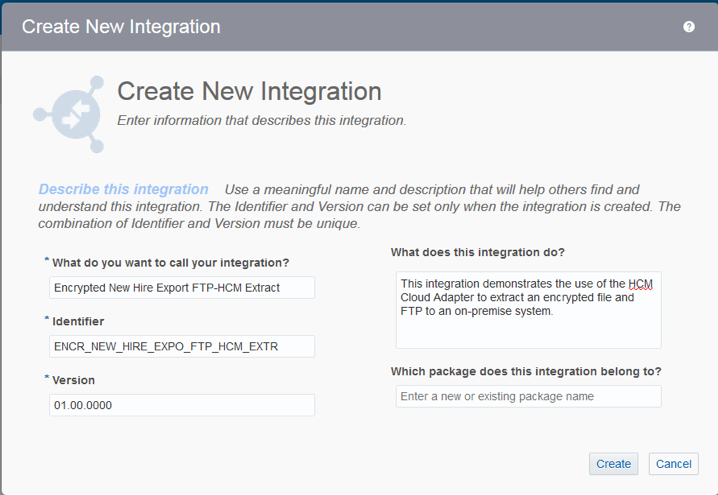 Create New Integration
?
Create New Integration
Enter information that describes this integration.
Describe this integration Use a meaningful name and description that will help others find and
understand this integration. The Identifier and Version can be set only when the integration is created. The
combination of Identifier and Version must be unique.
* What do you want to call your integration?
Encrypted New Hire Export FTP-HCM Extract
* Identifier
ENCR_NEW_HIRE_EXPO_FTP_HCM_EXTR
* Version
01.00.0000
What does this integration do?
This integration demonstrates the use of the HCM
Cloud Adapter to extract an encrypted file and
FTP to an on-premise system.
Which package does this integration belong to?
Enter a new or existing package name
Create
Cancel